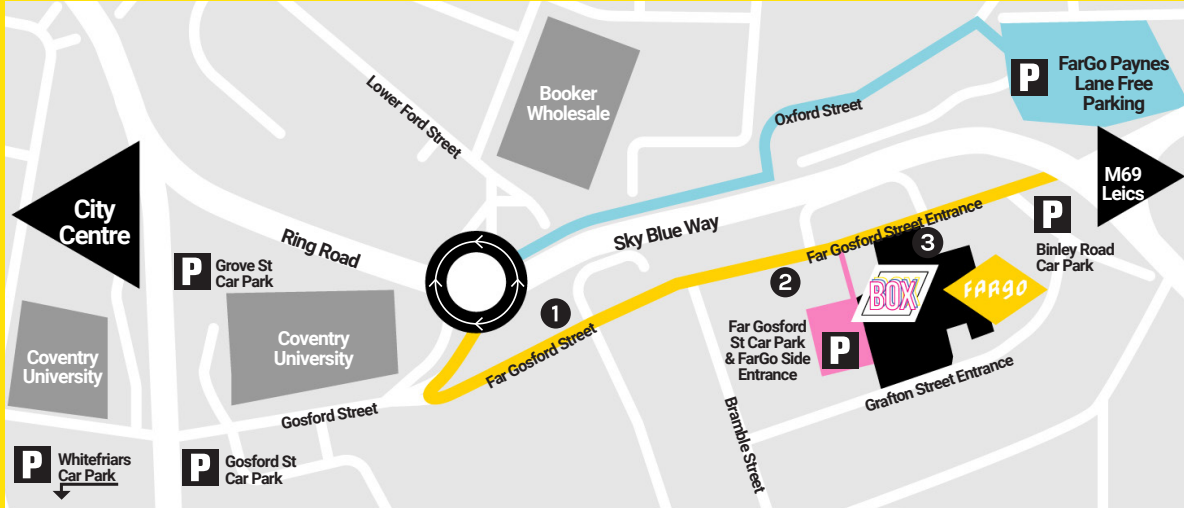 FarGo Paynes
Lane Free
Parking
P
Booker
Wholesale
Lower Ford Street
Oxford Street
M69
Leics
City
Centre
Ring Road
Sky Blue Way
Far Gosford Street Entrance
P
Binley Road
Car Park
P
Grove St
Car Park
3
2
BOX
FARGO
1
Far Gosford Street
Coventry
University
Coventry
University
Far Gosford
St Car Park
& FarGo Side
Entrance
P
Grafton Street Entrance
Gosford Street
Bramble Street
P
Whitefriars
Car Park
P
Gosford St
Car Park